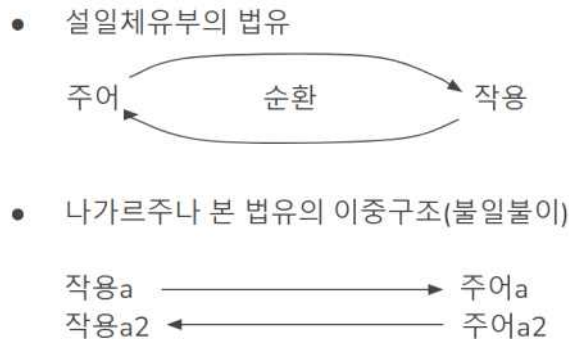 ● 설일체유부의 법유
주어 순환 작용
● 나가르주나 본 법유의 이중구조(불일불이)
작용a 주어a
작용a2 주어a2